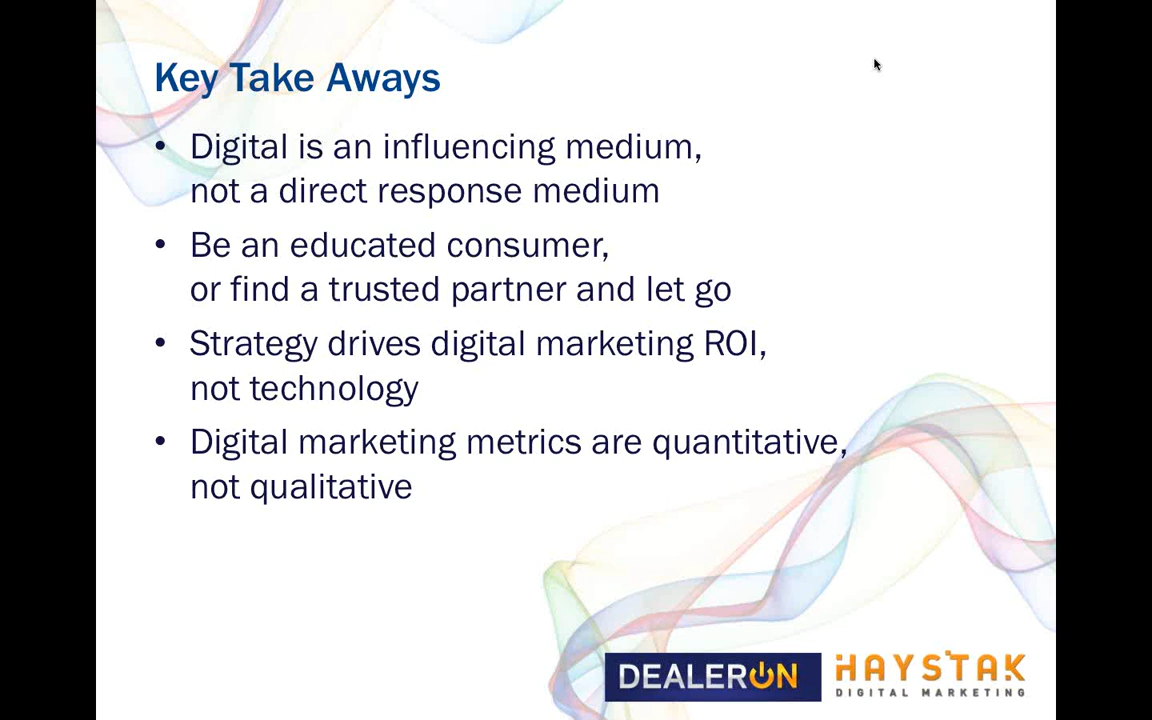 Key Take Aways
• Digital is an influencing medium,
not a direct response medium
• Be an educated consumer,
or find a trusted partner and let go
• Strategy drives digital marketing ROI,
not technology
• Digital marketing metrics are quantitative,
not qualitative
DEALERON
HAYSTAK
DIGITAL MARKETING